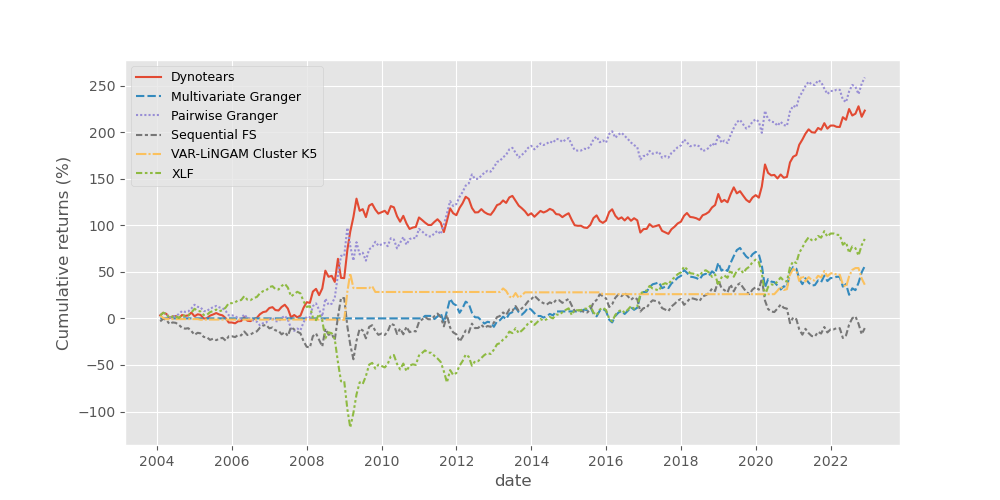 Dynotears
Multivariate Granger
Pairwise Granger
Sequential FS
VAR-LiNGAM Cluster K5
XLF
Cumulative returns (%)
250
200
150
100
50
0
−50
−100
2004 2006 2008 2010 2012 2014 2016 2018 2020 2022
date